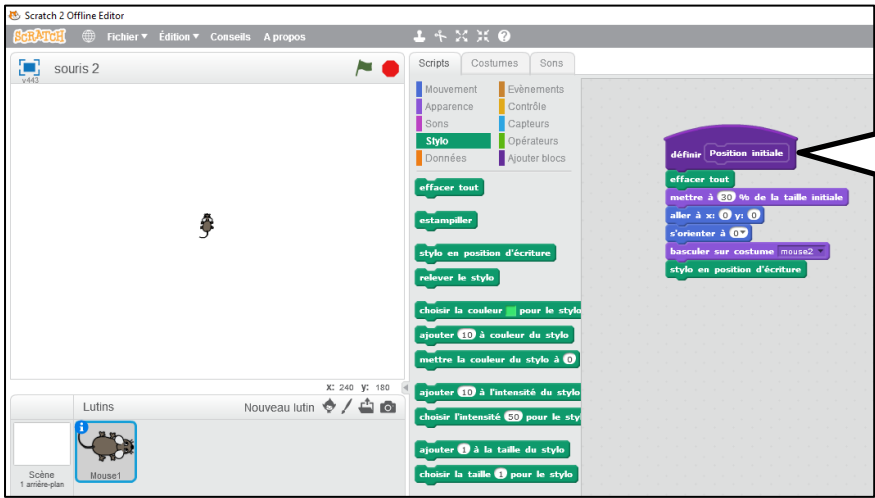 Scratch 2 Offline Editor
SCRATCH Fichier Édition Conseils A propos
v443
souris 2
Scripts Costumes Sons
Mouvement Evènements
Apparence Contrôle
Sons Capteurs
Stylo Opérateurs
Données Ajouter blocs
effacer tout
estampiller
stylo en position d'écriture
relever le stylo
choisir la couleur pour le stylo
ajouter 10 à couleur du stylo
mettre la couleur du stylo à 0
ajouter 10 à l'intensité du stylo
choisir l'intensité 50 pour le sty
ajouter 1 à la taille du stylo
choisir la taille 1 pour le stylo
définir Position initiale
effacer tout
mettre à 30 % de la taille initiale
aller à x: 0 y: 0
s'orienter à 0
basculer sur costume mouse2
stylo en position d'écriture
x: 240 y: 180
Lutins Nouveau lutin
Scène
1 arrière-plan
Mouse1